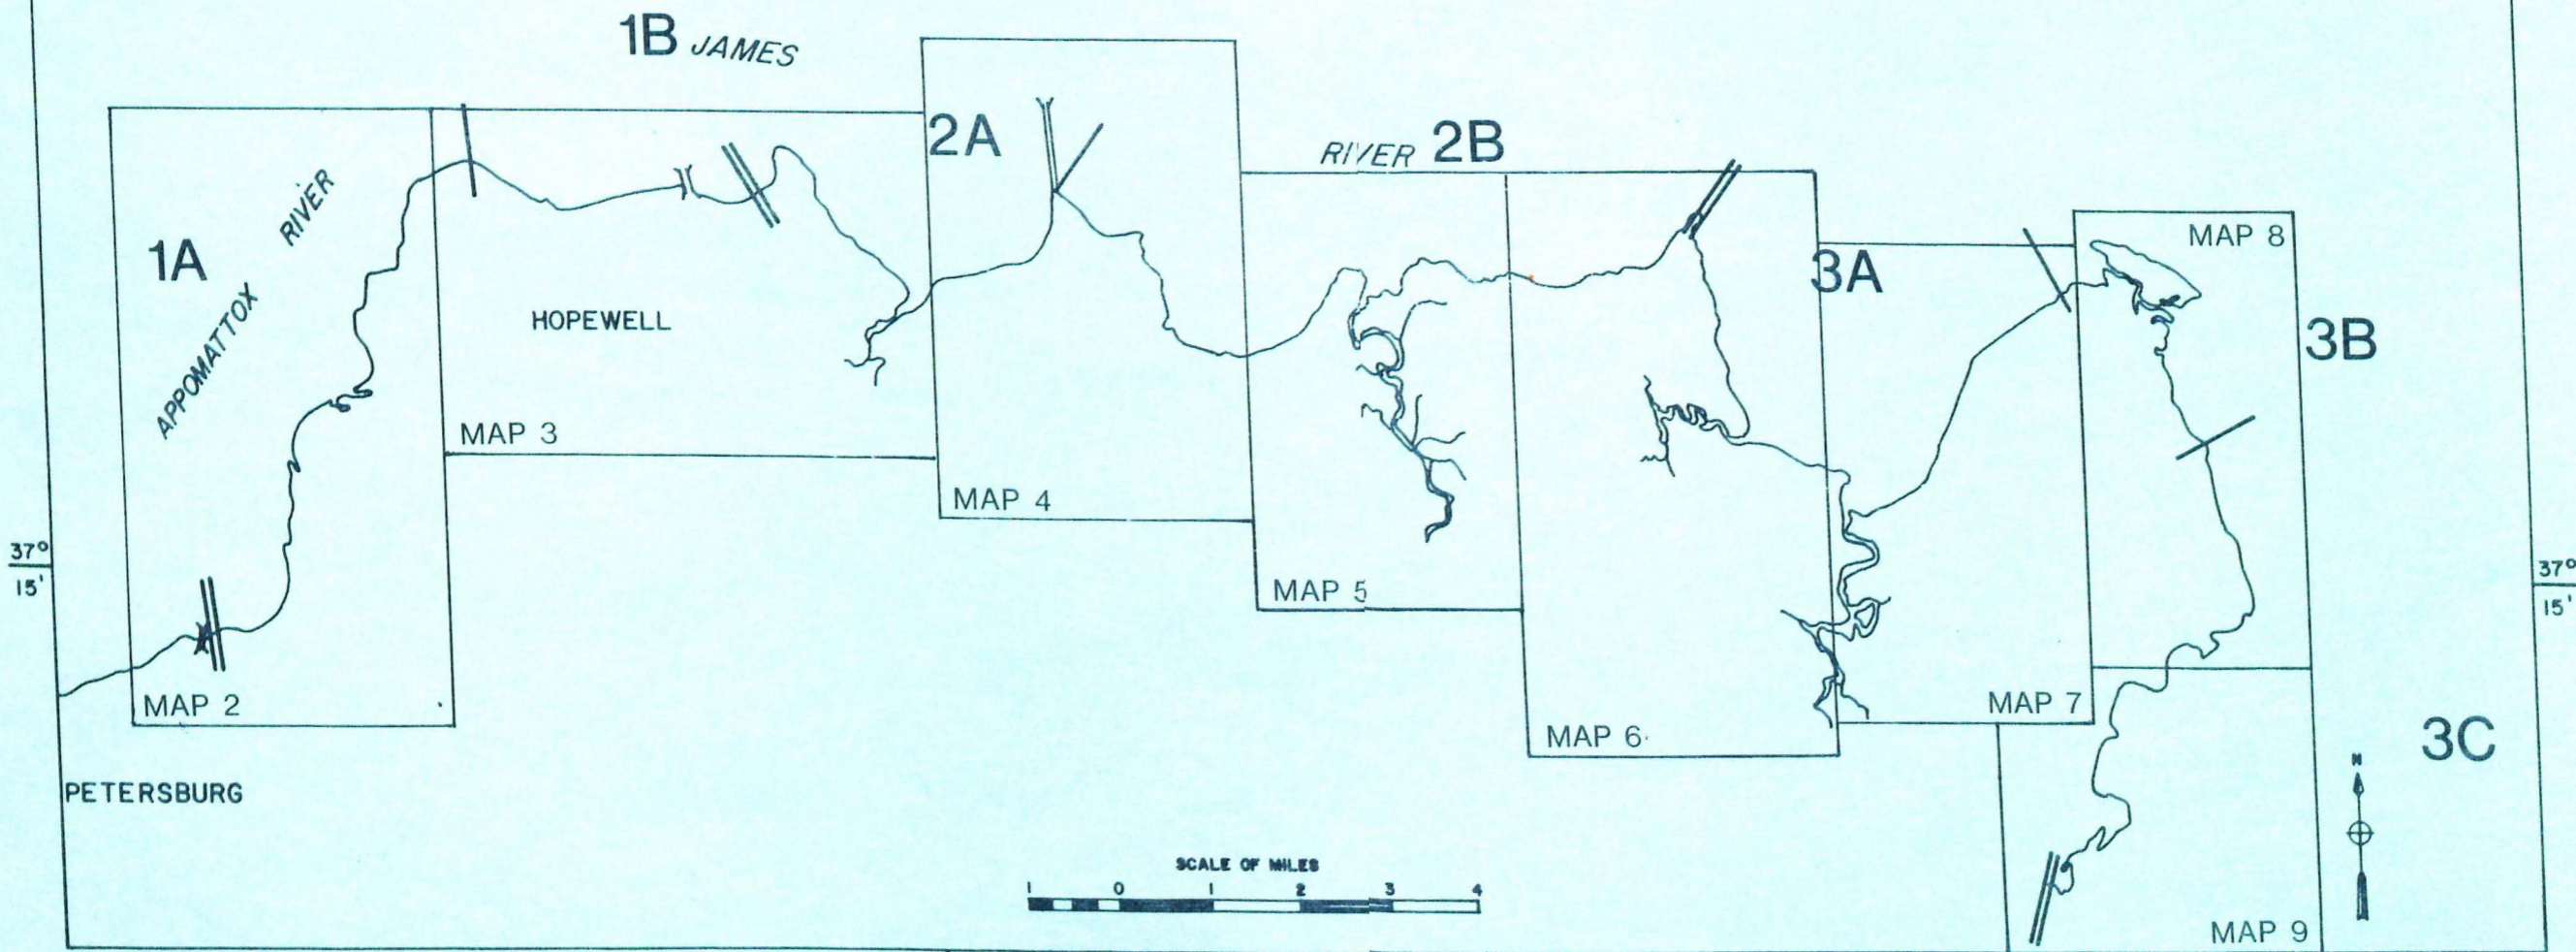 1B JAMES
2A
RIVER 2B
1A
APPOMATTOX RIVER
3A
MAP 8
3B
HOPEWELL
MAP 3
MAP 4
37°
15'
MAP 5
37°
15'
MAP 2
MAP 6
MAP 7
3C
PETERSBURG
N
SCALE OF MILES
1 0 1 2 3 4
MAP 9